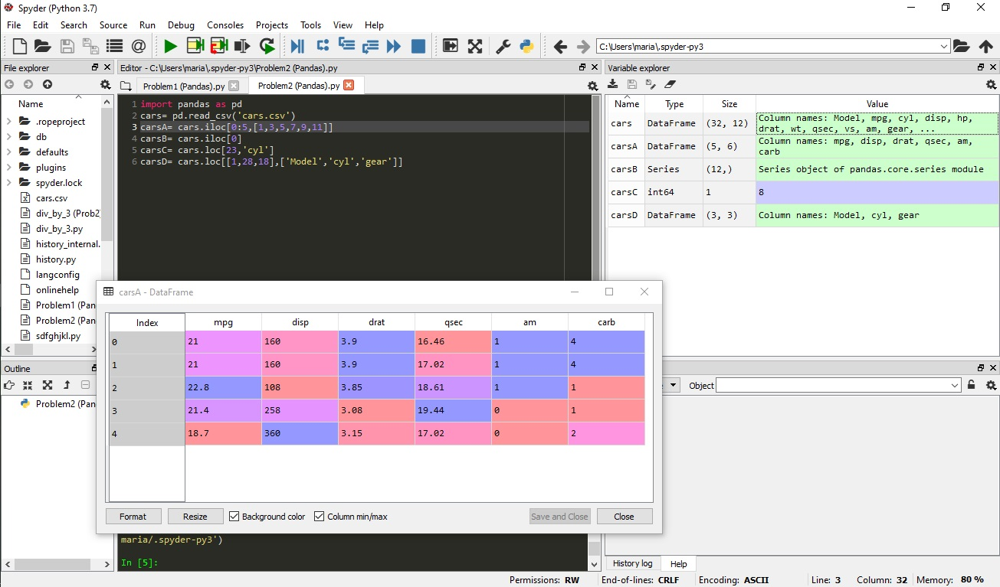 Spyder (Python 3.7)
File Edit Search Source Run Debug Consoles Projects Tools View Help
C:\Users\maria\.spyder-py3
File explorer
Name
.ropeproject
db
defaults
plugins
spyder.lock
cars.csv
div_by_3 (Prob2
div_by_3.py
history_internal.
history.py
langconfig
onlinehelp
Problem1 (Pan
Problem2 (Pan
sdfghjkl.py
Outline
Problem2 (Pan
Editor - C:\Users\maria\.spyder-py3\Problem2 (Pandas).py
Problem1 (Pandas).py Problem2 (Pandas).py
1 import pandas as pd
2 cars= pd.read_csv('cars.csv')
3 carsA= cars.iloc[0:5,[1,3,5,7,9,11]]
4 carsB= cars.iloc[0]
5 carsC= cars.loc[23,'cyl']
6 carsD= cars.loc[[1,28,18],['Model','cyl','gear']]
Variable explorer
Name Type Size Value
cars DataFrame (32, 12) Column names: Model, mpg, cyl, disp, hp,
drat, wt, qsec, vs, am, gear, ...
carsA DataFrame (5, 6) Column names: mpg, disp, drat, qsec, am,
carb
carsB Series (12,) Series object of pandas.core.series module
carsC int64 1 8
carsD DataFrame (3, 3) Column names: Model, cyl, gear
carsA - DataFrame
Index mpg disp drat qsec am carb
0 21 160 3.9 16.46 1 4
1 21 160 3.9 17.02 1 4
2 22.8 108 3.85 18.61 1 1
3 21.4 258 3.08 19.44 0 1
4 18.7 360 3.15 17.02 0 2
Format Resize Background color Column min/max Save and Close Close
Object
maria/.spyder-py3')
In [5]:
History log Help
Permissions: RW End-of-lines: CRLF Encoding: ASCII Line: 3 Column: 32 Memory: 80 %